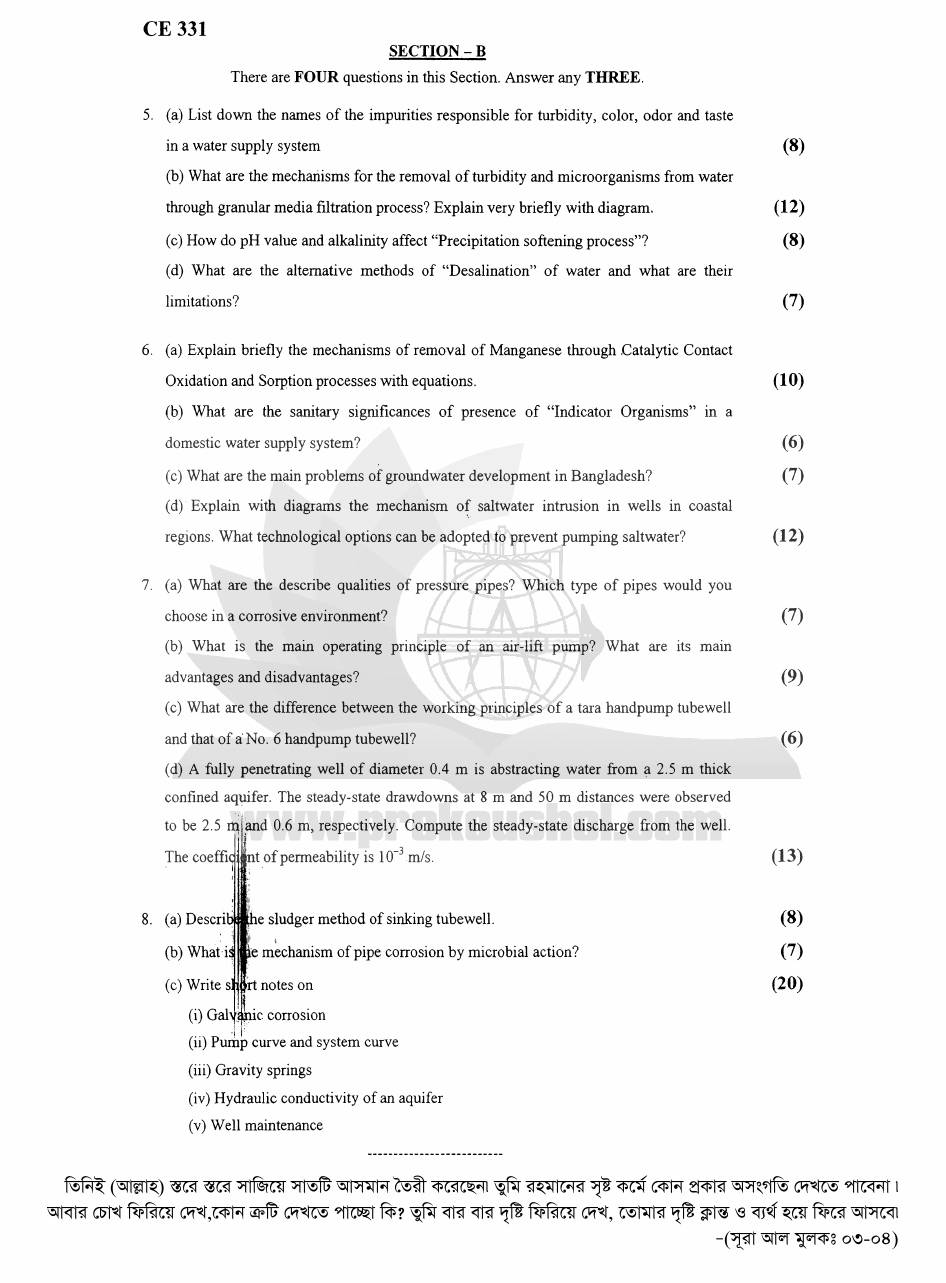 CE 331
SECTION – B
There are FOUR questions in this Section. Answer any THREE.
5. (a) List down the names of the impurities responsible for turbidity, color, odor and taste
in a water supply system (8)
(b) What are the mechanisms for the removal of turbidity and microorganisms from water
through granular media filtration process? Explain very briefly with diagram. (12)
(c) How do pH value and alkalinity affect “Precipitation softening process”? (8)
(d) What are the alternative methods of “Desalination” of water and what are their
limitations? (7)
6. (a) Explain briefly the mechanisms of removal of Manganese through Catalytic Contact
Oxidation and Sorption processes with equations. (10)
(b) What are the sanitary significances of presence of “Indicator Organisms” in a
domestic water supply system? (6)
(c) What are the main problems of groundwater development in Bangladesh? (7)
(d) Explain with diagrams the mechanism of saltwater intrusion in wells in coastal
regions. What technological options can be adopted to prevent pumping saltwater? (12)
7. (a) What are the describe qualities of pressure pipes? Which type of pipes would you
choose in a corrosive environment? (7)
(b) What is the main operating principle of an air-lift pump? What are its main
advantages and disadvantages? (9)
(c) What are the difference between the working principles of a tara handpump tubewell
and that of a No. 6 handpump tubewell? (6)
(d) A fully penetrating well of diameter 0.4 m is abstracting water from a 2.5 m thick
confined aquifer. The steady-state drawdowns at 8 m and 50 m distances were observed
to be 2.5 m and 0.6 m, respectively. Compute the steady-state discharge from the well.
www.prokoushol.com
The coefficient of permeability is 10⁻³ m/s. (13)
8. (a) Describe the sludger method of sinking tubewell. (8)
(b) What is the mechanism of pipe corrosion by microbial action? (7)
(c) Write short notes on (20)
(i) Galvanic corrosion
(ii) Pump curve and system curve
(iii) Gravity springs
(iv) Hydraulic conductivity of an aquifer
(v) Well maintenance
--------------------------
তিনিই (আল্লাহ) স্তরে স্তরে সাজিয়ে সাতটি আসমান তৈরী করেছেন৷ তুমি রহমানের সৃষ্ট কর্মে কোন প্রকার অসংগতি দেখতে পাবেনা ৷
আবার চোখ ফিরিয়ে দেখ,কোন ত্রুটি দেখতে পাচ্ছো কি? তুমি বার বার দৃষ্টি ফিরিয়ে দেখ, তোমার দৃষ্টি ক্লান্ত ও ব্যর্থ হয়ে ফিরে আসবে৷
-(সূরা আল মুলকঃ ০৩-০৪)